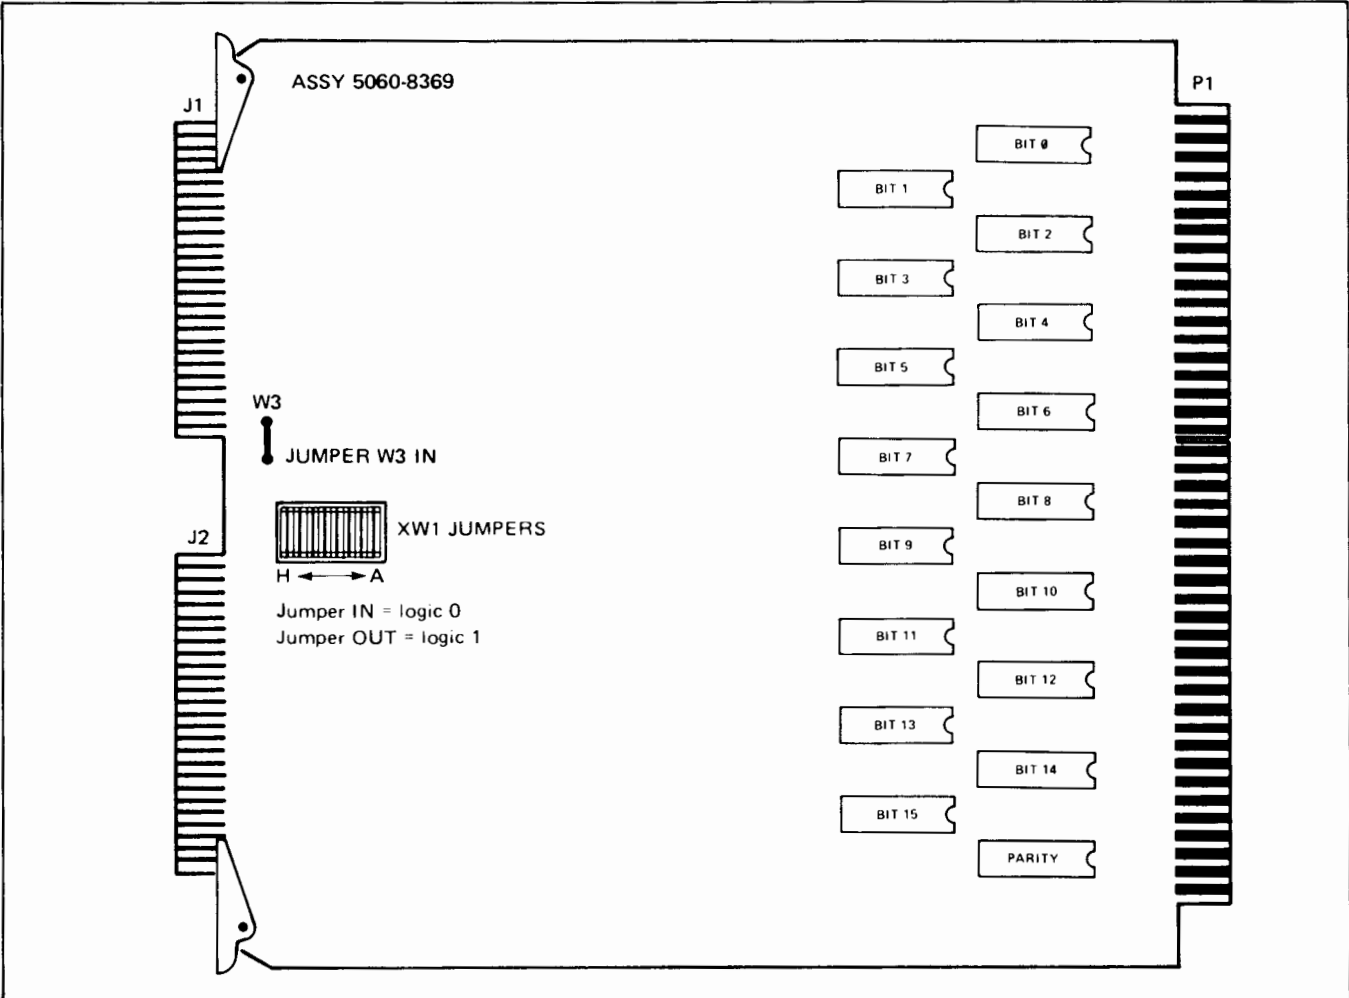 ASSY 5060-8369
J1
P1
BIT 0
BIT 1
BIT 2
BIT 3
BIT 4
BIT 5
BIT 6
W3
JUMPER W3 IN
BIT 7
BIT 8
XW1 JUMPERS
J2
BIT 9
H A
BIT 10
Jumper IN = logic 0
Jumper OUT = logic 1
BIT 11
BIT 12
BIT 13
BIT 14
BIT 15
PARITY